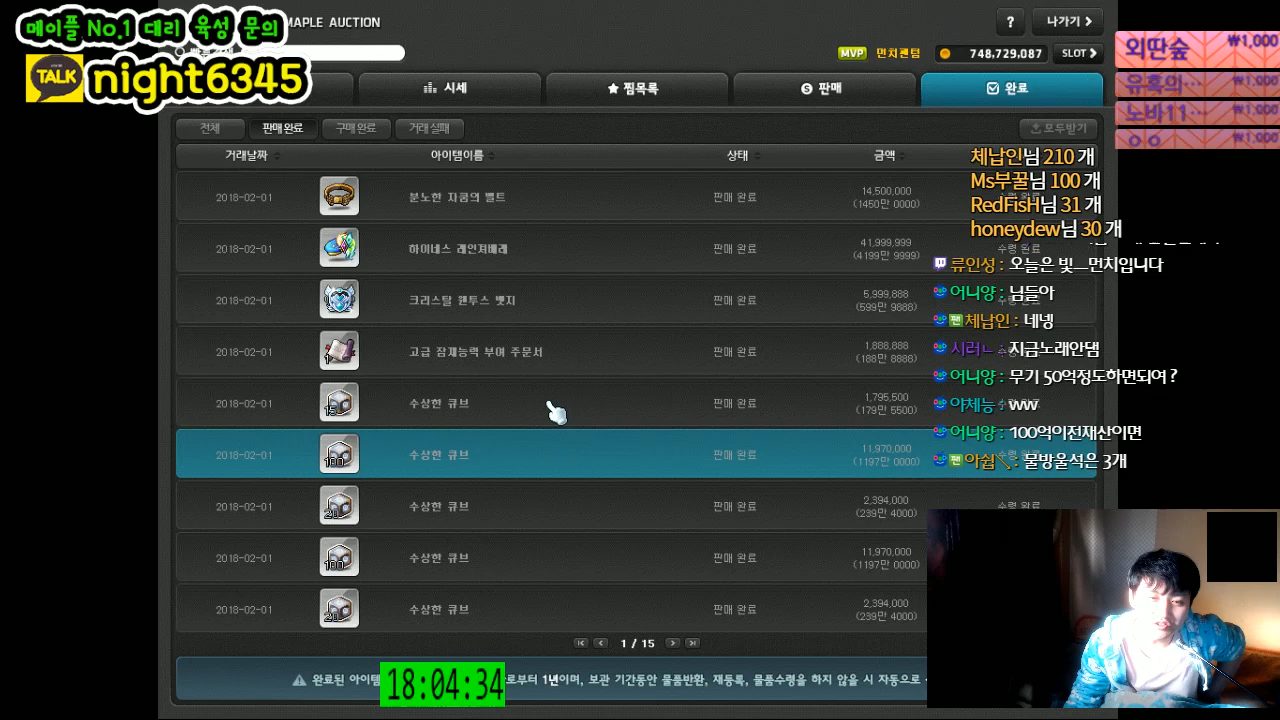 메이플 No.1 대리 육성 문의
TALK night6345
MAPLE AUCTION
?
나가기
MVP 먼치켄텀 748,729,087 SLOT
시세
찜목록
판매
완료
전체
판매완료
구매완료
거래실패
모두받기
거래날짜 아이템이름 상태 금액
2018-02-01 분노한 자쿰의 벨트 판매 완료 14,500,000
(1450만 0000)
2018-02-01 하이네스 레인져베레 판매 완료 41,999,999 수령 완료
(4199만 9999)
2018-02-01 크리스탈 웬투스 뱃지 판매 완료 5,999,888
(599만 9888)
1
2018-02-01 고급 잠재능력 부여 주문서 판매 완료 1,888,888
(188만 8888)
15
2018-02-01 수상한 큐브 판매 완료 1,795,500
(179만 5500)
100
2018-02-01 수상한 큐브 판매 완료 11,970,000
(1197만 0000)
20
2018-02-01 수상한 큐브 판매 완료 2,394,000 수령 완료
(239만 4000)
100
2018-02-01 수상한 큐브 판매 완료 11,970,000
(1197만 0000)
20
2018-02-01 수상한 큐브 판매 완료 2,394,000
(239만 4000)
1 / 15
완료된 아이템
로부터 1년이며, 보관 기간동안 물품반환, 재등록, 물품수령을 하지 않을 시 자동으로
18:04:34
외딴숲 ₩1,000
유혹의… ₩1,000
노바11… ₩1,000
ㅇㅇ ₩1,000
체납인님 210 개
Ms부꿀님 100 개
RedFisH님 31 개
honeydew님 30 개
류인성 : 오늘은 빛ㅡ먼치입니다
어니양 : 님들아
팬 체납인 : 네넹
시러ㄴ : 지금노래안댐
어니양 : 무기 50억정도하면되여 ?
야체능 : ww
어니양 : 100억이전재산이면
팬 아쉽╲ : 물방울석은 3개